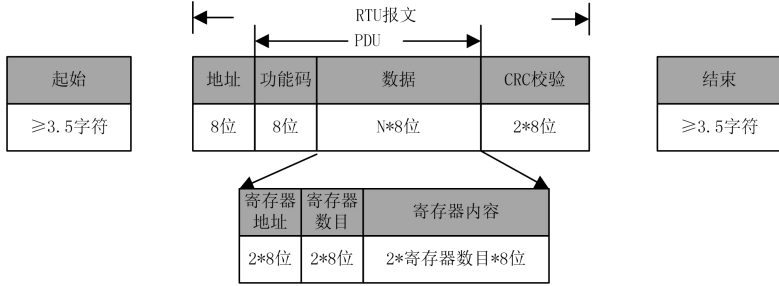 RTU报文
PDU
起始
地址
功能码
数据
CRC校验
结束
≥3.5字符
8位
8位
N*8位
2*8位
≥3.5字符
寄存器
地址
寄存器
数目
寄存器内容
2*8位
2*8位
2*寄存器数目*8位